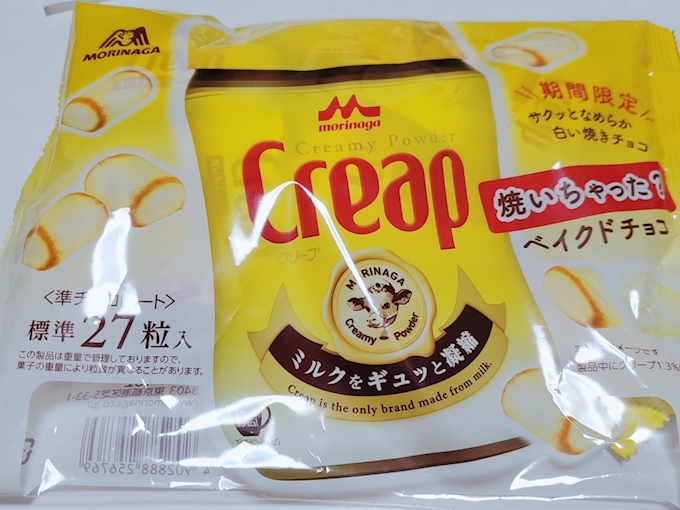 MORINAGA
期間限定
サクッとなめらか
白い焼きチョコ
morinaga
Creamy Powder
Creap
クリープ
焼いちゃった?
ベイクドチョコ
MORINAGA
Creamy Powder
ミルクをギュッと凝縮
Creap is the only brand made from milk.
標準27粒入
この製品は重量で管理しておりますので、
菓子の重量により粒数が異なることがあります。
製品中にクリープ1.3%
4 902888 256769